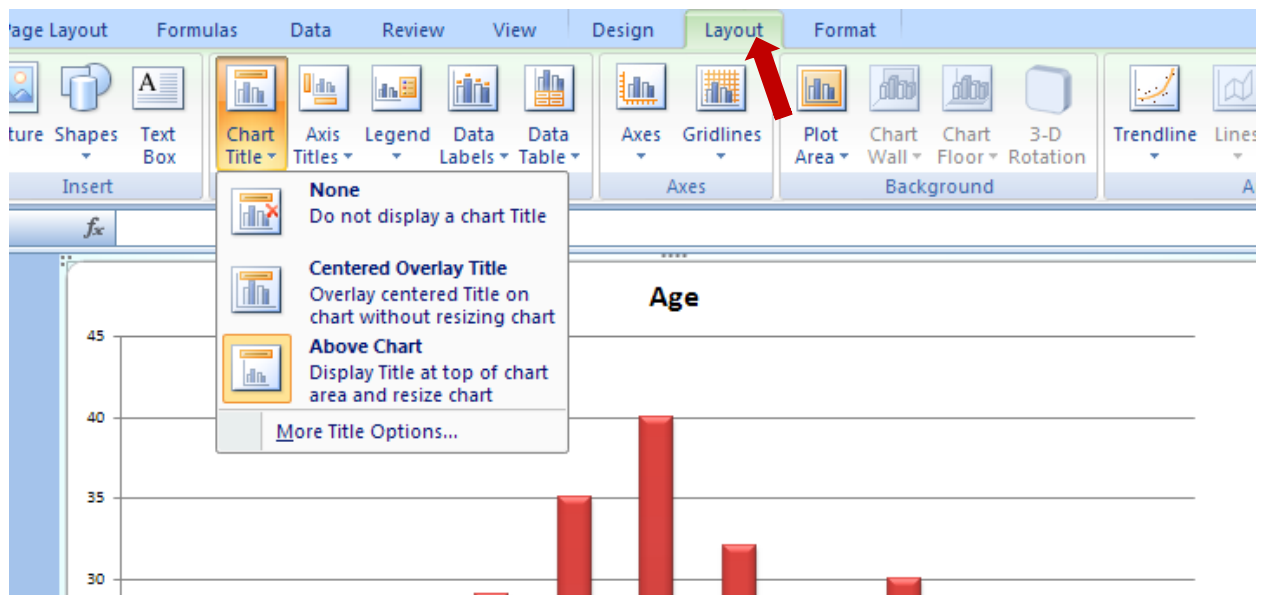 Page Layout Formulas Data Review View Design Layout Format
ture Shapes Text Box Chart Title Axis Titles Legend Data Labels Data Table Axes Gridlines Plot Area Chart Wall Chart Floor 3-D Rotation Trendline Lines
Insert Axes Background A
fx
None
Do not display a chart Title
Centered Overlay Title
Overlay centered Title on
chart without resizing chart
Above Chart
Display Title at top of chart
area and resize chart
More Title Options...
Age
45
40
35
30